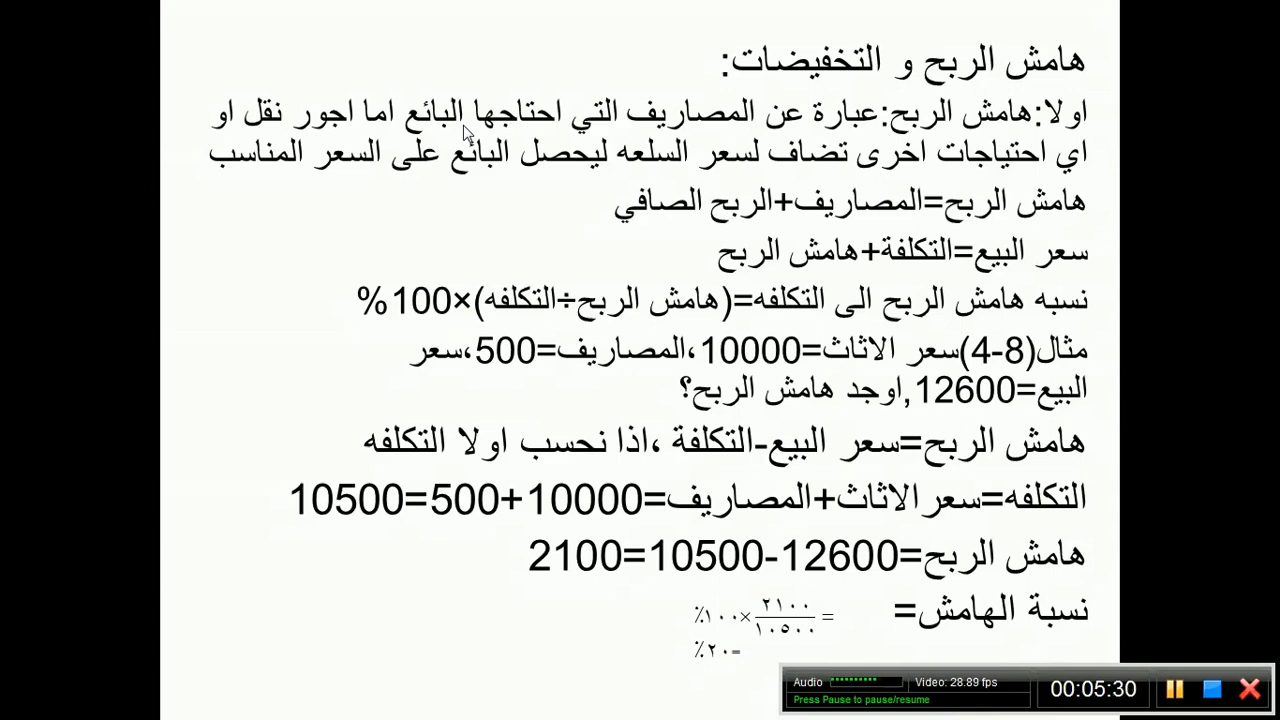 هامش الربح و التخفيضات:
اولا:هامش الربح:عبارة عن المصاريف التي احتاجها البائع اما اجور نقل او
اي احتياجات اخرى تضاف لسعر السلعه ليحصل البائع على السعر المناسب
هامش الربح=المصاريف+الربح الصافي
سعر البيع=التكلفة+هامش الربح
نسبه هامش الربح الى التكلفه=(هامش الربح÷التكلفه)×100%
مثال(8-4)سعر الاثاث=10000،المصاريف=500،سعر
البيع=12600,اوجد هامش الربح؟
هامش الربح=سعر البيع-التكلفة ،اذا نحسب اولا التكلفه
التكلفه=سعرالاثاث+المصاريف=10000+500=10500
هامش الربح=12600-10500=2100
نسبة الهامش= = ٢١٠٠/١٠٥٠٠ ×١٠٠٪
=٢٠٪
Audio Video: 28.89 fps 00:05:30
Press Pause to pause/resume